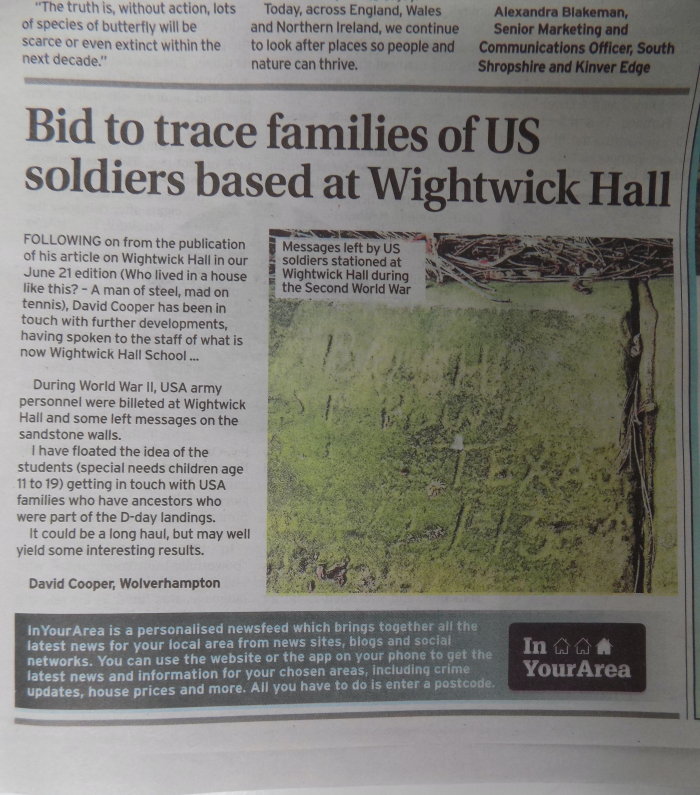 "The truth is, without action, lots
of species of butterfly will be
scarce or even extinct within the
next decade."
Today, across England, Wales
and Northern Ireland, we continue
to look after places so people and
nature can thrive.
Alexandra Blakeman,
Senior Marketing and
Communications Officer, South
Shropshire and Kinver Edge
Bid to trace families of US
soldiers based at Wightwick Hall
FOLLOWING on from the publication
of his article on Wightwick Hall in our
June 21 edition (Who lived in a house
like this? – A man of steel, mad on
tennis), David Cooper has been in
touch with further developments,
having spoken to the staff of what is
now Wightwick Hall School ...
During World War II, USA army
personnel were billeted at Wightwick
Hall and some left messages on the
sandstone walls.
I have floated the idea of the
students (special needs children age
11 to 19) getting in touch with USA
families who have ancestors who
were part of the D-day landings.
It could be a long haul, but may well
yield some interesting results.
David Cooper, Wolverhampton
Messages left by US
soldiers stationed at
Wightwick Hall during
the Second World War
TEXAS
InYourArea is a personalised newsfeed which brings together all the
latest news for your local area from news sites, blogs and social
networks. You can use the website or the app on your phone to get the
latest news and information for your chosen areas, including crime
updates, house prices and more. All you have to do is enter a postcode.
In
YourArea